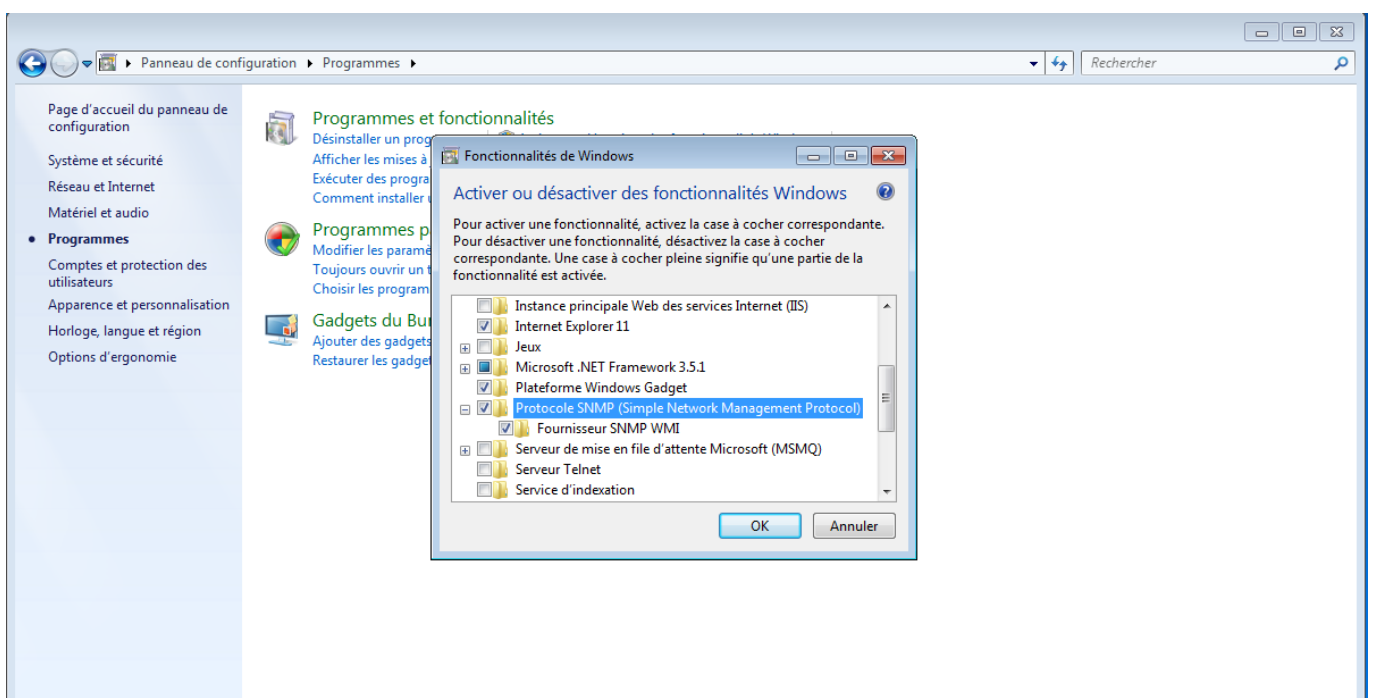 Panneau de configuration ▸ Programmes ▸
Rechercher
Page d'accueil du panneau de
configuration
Système et sécurité
Réseau et Internet
Matériel et audio
Programmes
Comptes et protection des
utilisateurs
Apparence et personnalisation
Horloge, langue et région
Options d'ergonomie
Programmes et fonctionnalités
Désinstaller un prog
Afficher les mises à
Exécuter des progra
Comment installer
Programmes p
Modifier les paramè
Toujours ouvrir un
Choisir les program
Gadgets du Bur
Ajouter des gadgets
Restaurer les gadget
Fonctionnalités de Windows
Activer ou désactiver des fonctionnalités Windows
Pour activer une fonctionnalité, activez la case à cocher correspondante.
Pour désactiver une fonctionnalité, désactivez la case à cocher
correspondante. Une case à cocher pleine signifie qu'une partie de la
fonctionnalité est activée.
Instance principale Web des services Internet (IIS)
Internet Explorer 11
Jeux
Microsoft .NET Framework 3.5.1
Plateforme Windows Gadget
Protocole SNMP (Simple Network Management Protocol)
Fournisseur SNMP WMI
Serveur de mise en file d'attente Microsoft (MSMQ)
Serveur Telnet
Service d'indexation
OK
Annuler